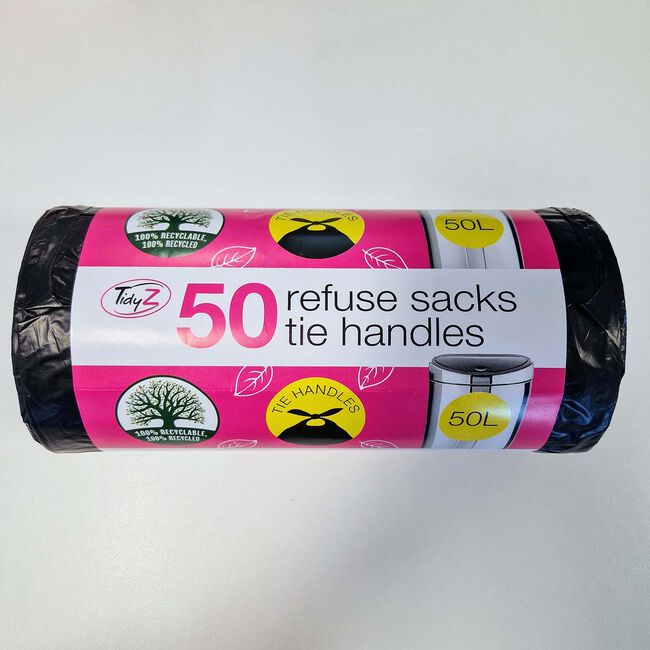 100% RECYCLABLE,
100% RECYCLED
TIE HANDLES
50L
TidyZ
50 refuse sacks
tie handles
100% RECYCLABLE,
100% RECYCLED
TIE HANDLES
50L